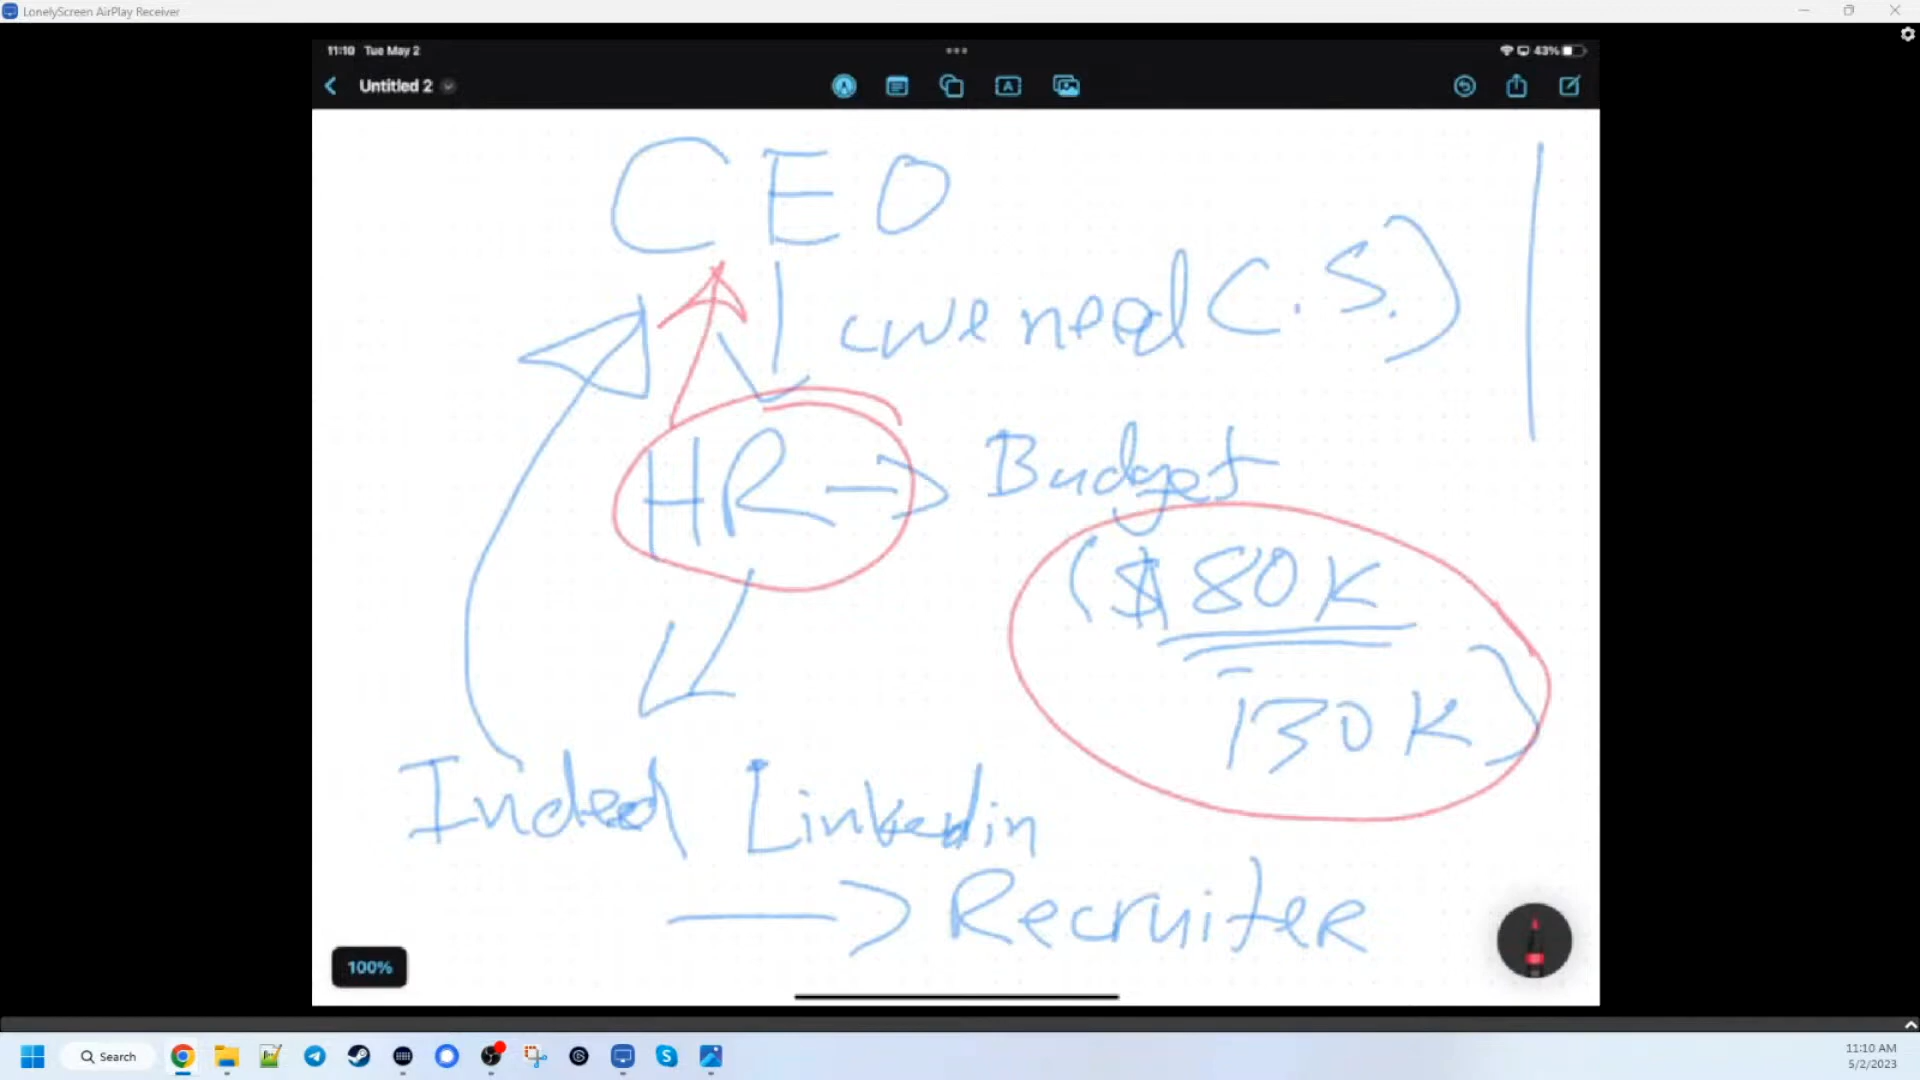 LonelyScreen AirPlay Receiver
11:10 Tue May 2
43%
Untitled 2
A
CEO
(we need C.S.)
HR → Budget
($80K
130K)
Indeed Linkedin
→ Recruiter
100%
Search
11:10 AM
5/2/2023